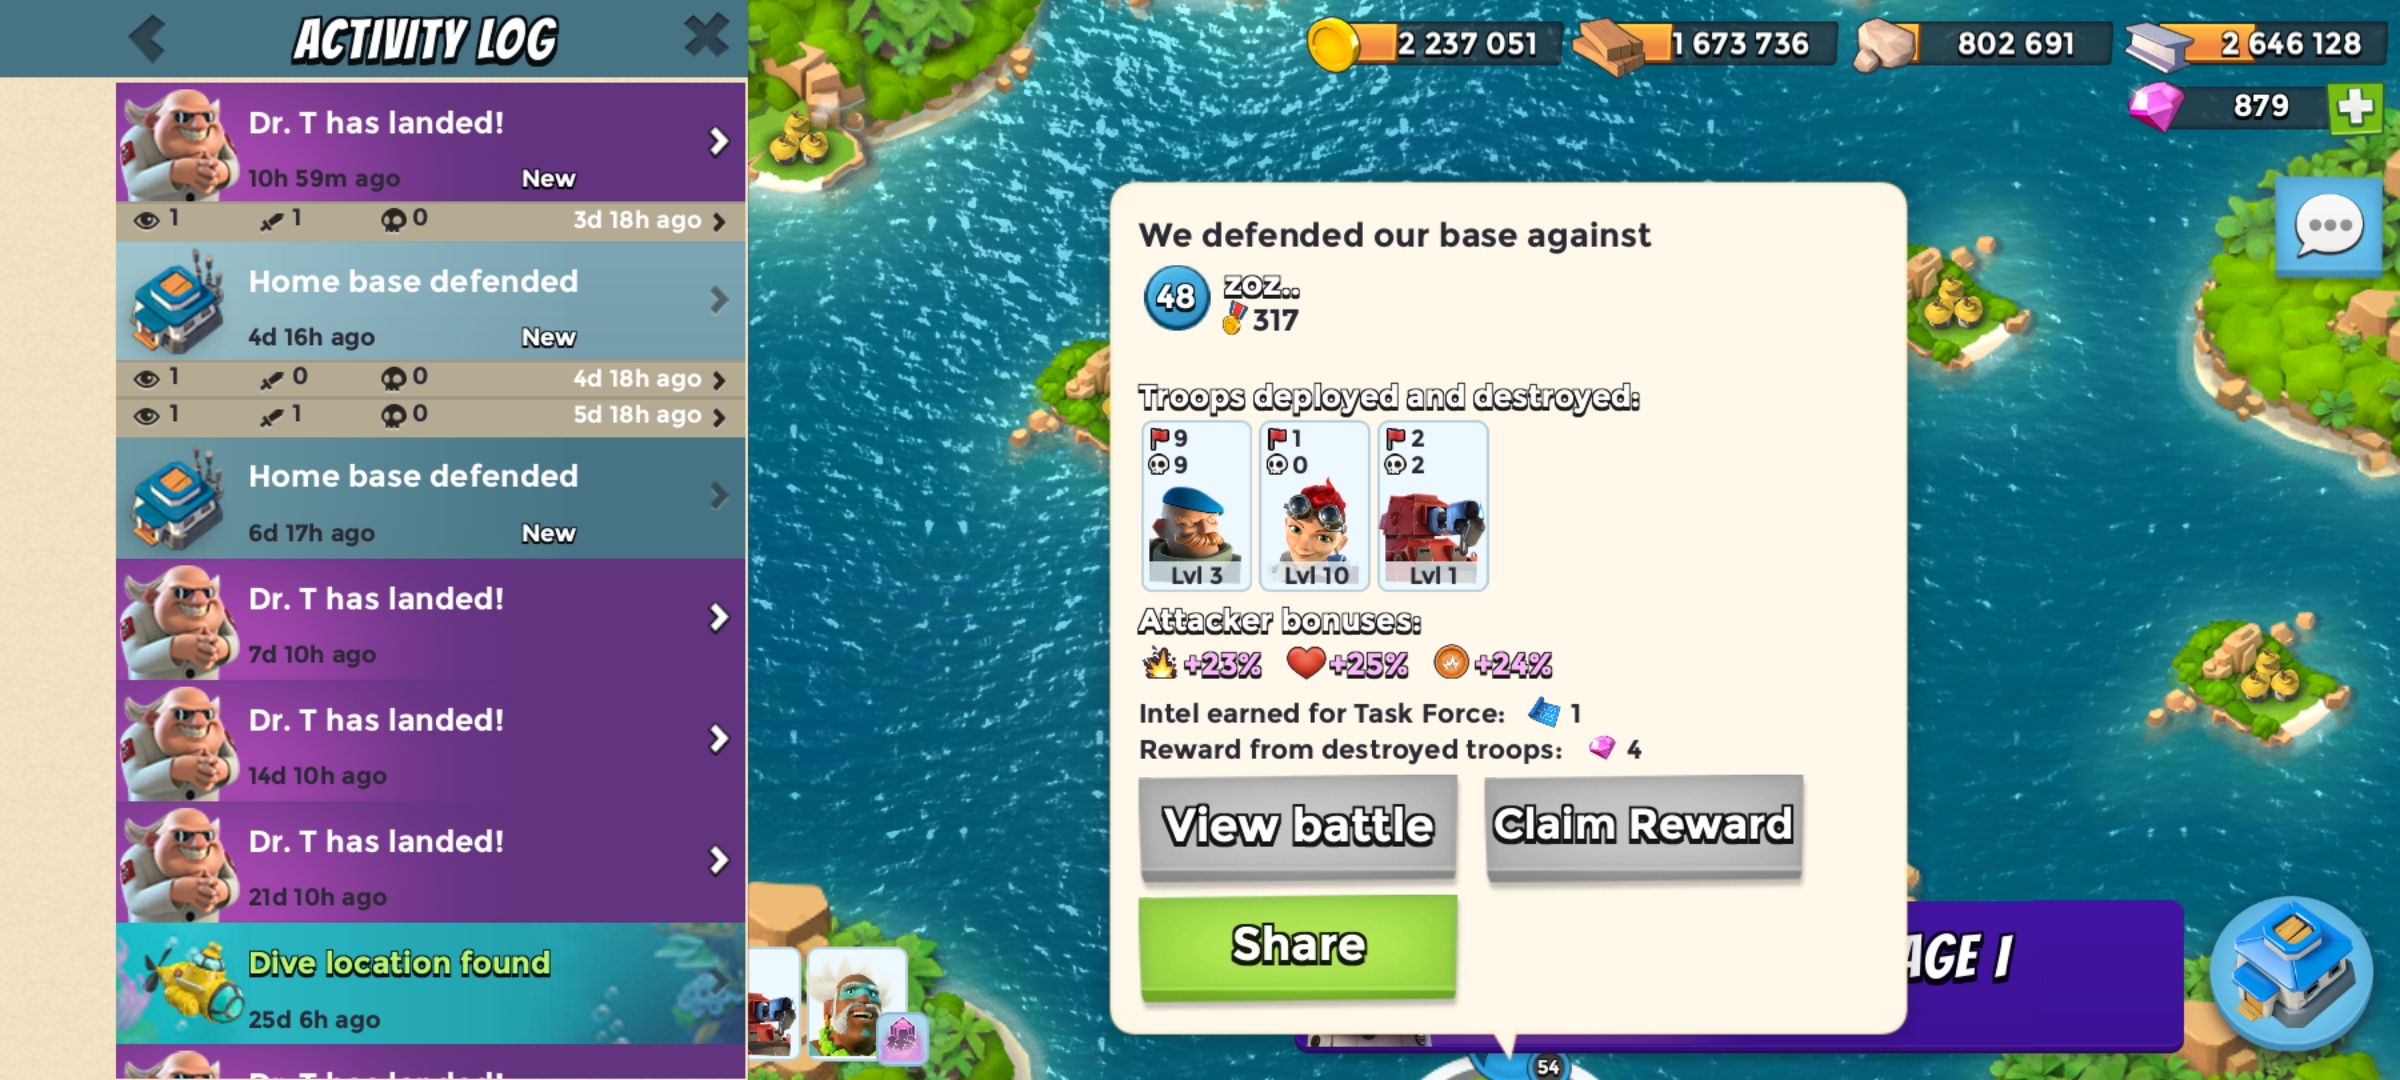 ACTIVITY LOG
Dr. T has landed!
10h 59m ago New
1 1 0 3d 18h ago
Home base defended
4d 16h ago New
1 0 0 4d 18h ago
1 1 0 5d 18h ago
Home base defended
6d 17h ago New
Dr. T has landed!
7d 10h ago
Dr. T has landed!
14d 10h ago
Dr. T has landed!
21d 10h ago
Dive location found
25d 6h ago
Dr. T has landed!
2 237 051 1 673 736 802 691 2 646 128
879
We defended our base against
48 zoz..
317
Troops deployed and destroyed:
9 1 2
9 0 2
Lvl 3 Lvl 10 Lvl 1
Attacker bonuses:
+23% +25% +24%
Intel earned for Task Force: 1
Reward from destroyed troops: 4
View battle Claim Reward
Share
AGE I
54